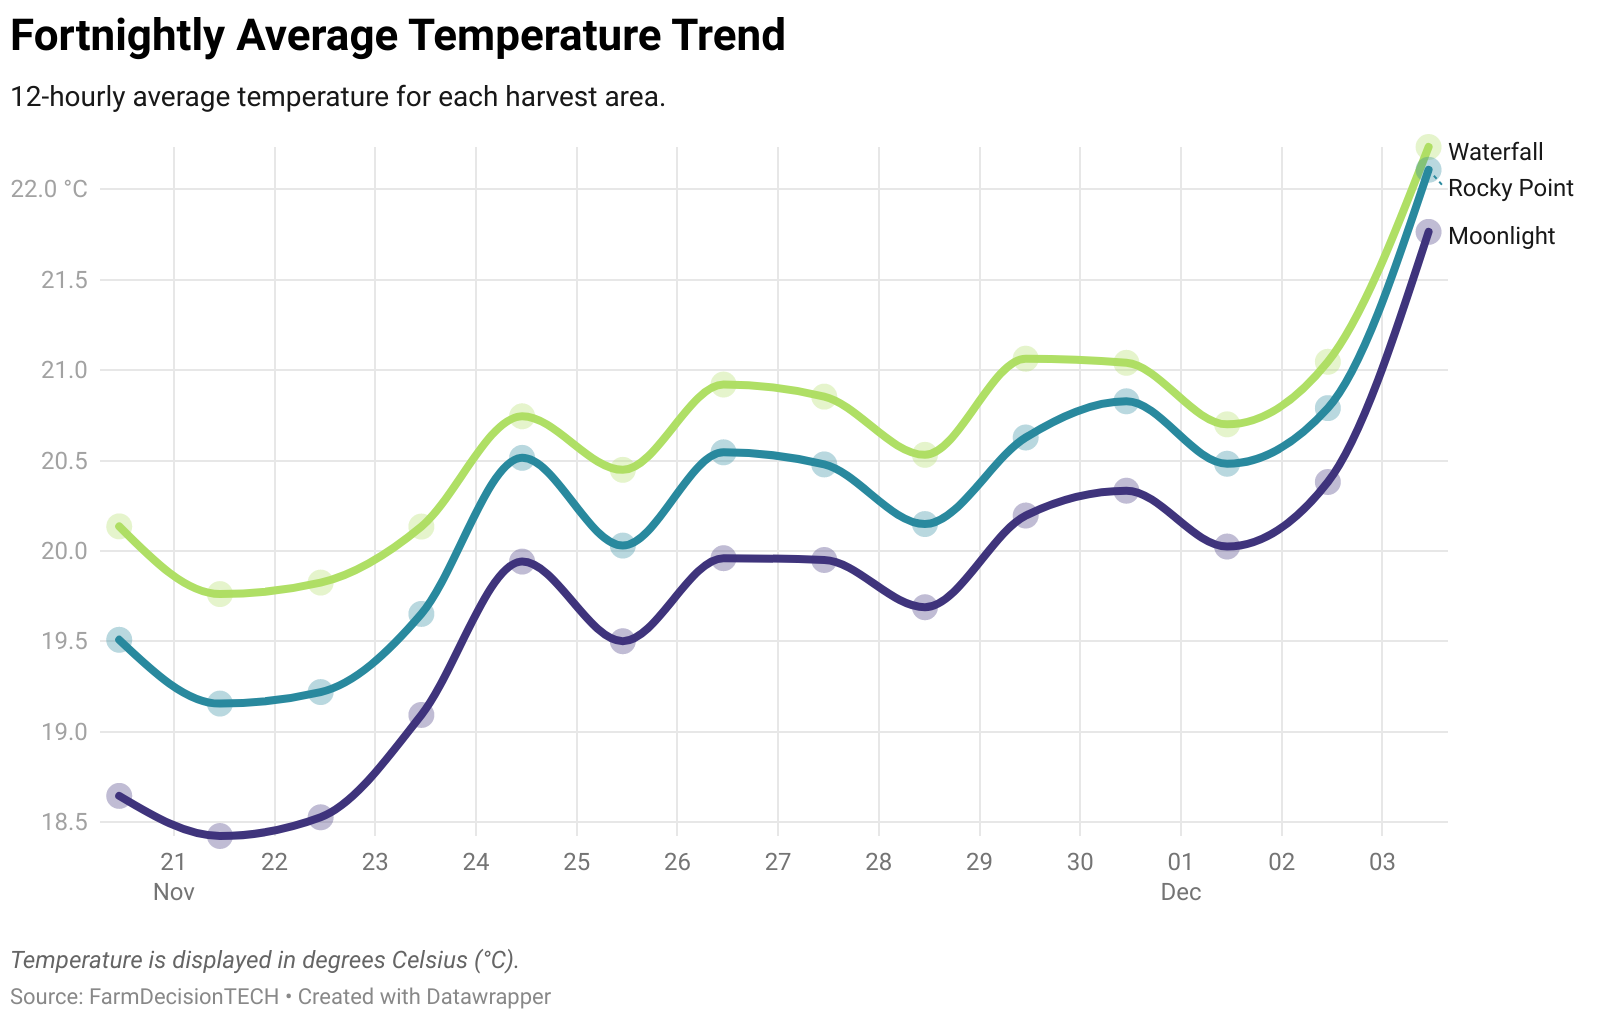 Fortnightly Average Temperature Trend
12-hourly average temperature for each harvest area.
Waterfall
22.0 °C
Rocky Point
Moonlight
21.5
21.0
20.5
20.0
19.5
19.0
18.5
21 22 23 24 25 26 27 28 29 30 01 02 03
Nov Dec
Temperature is displayed in degrees Celsius (°C).
Source: FarmDecisionTECH • Created with Datawrapper